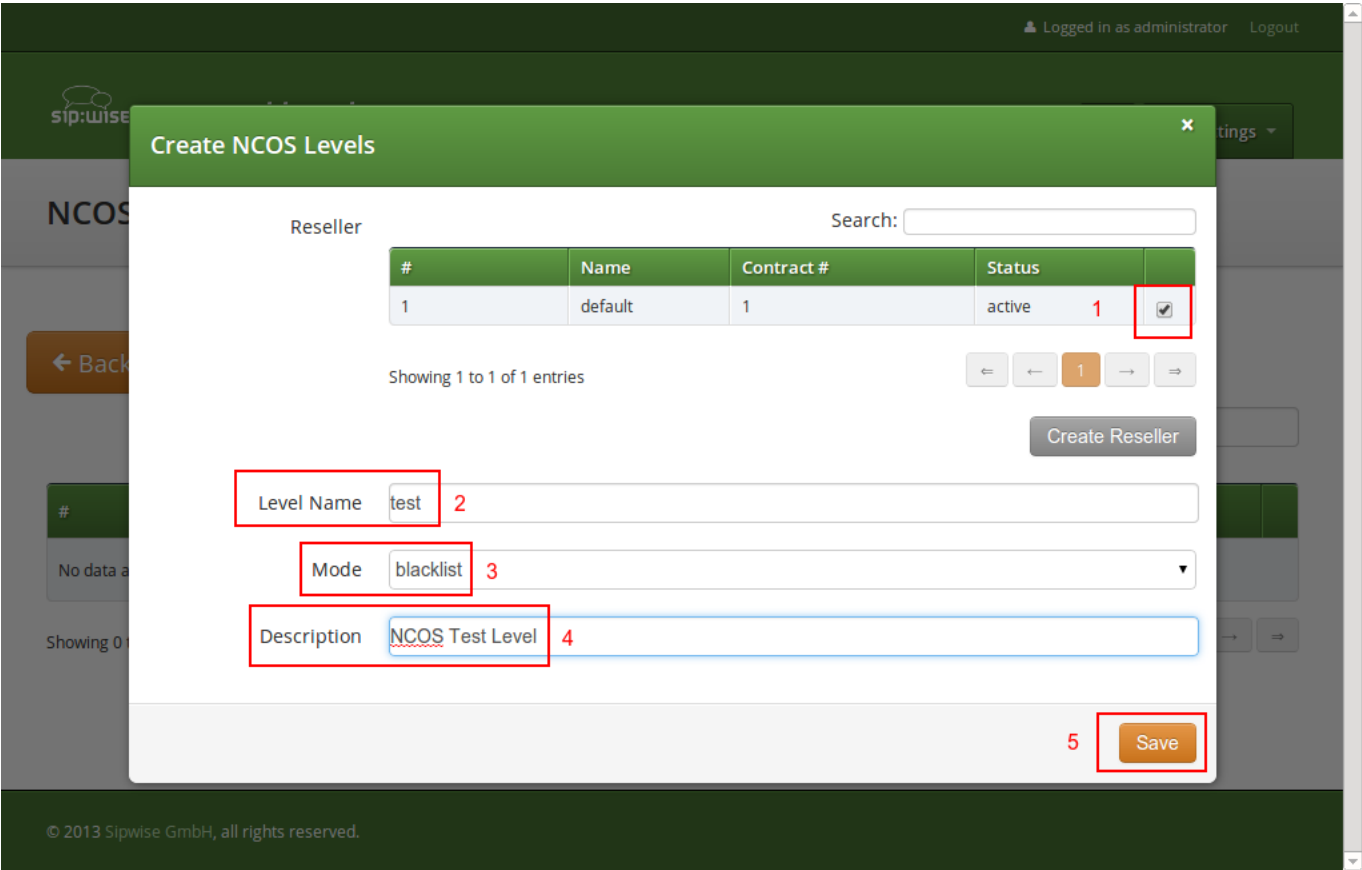 Logged in as administrator Logout
sip:wise
tings
Create NCOS Levels ×
NCOS
Reseller
Search:
# Name Contract # Status
1 default 1 active 1
Back
Showing 1 to 1 of 1 entries
⇐ ← 1 → ⇒
Create Reseller
Level Name test 2
#
Mode blacklist 3
No data a
Description NCOS Test Level 4
Showing 0 t
→ ⇒
5 Save
© 2013 Sipwise GmbH, all rights reserved.